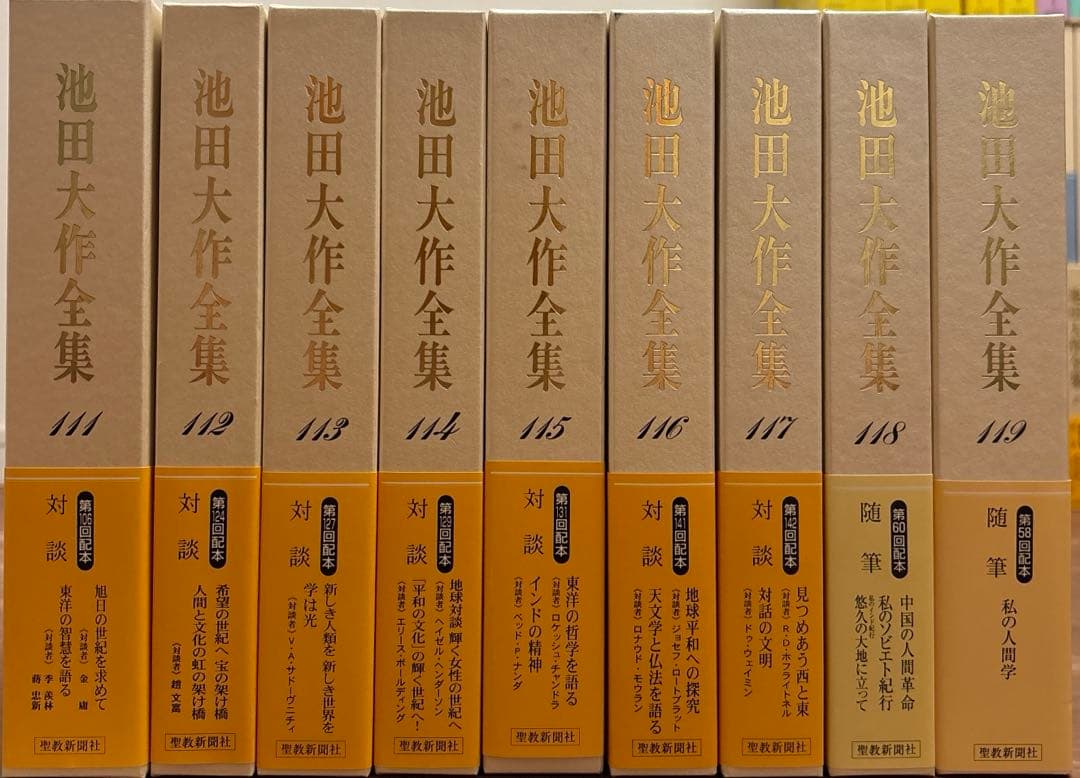 池田大作全集
111
第106回配本
対談
旭日の世紀を求めて
(対談者) 金 庸
東洋の智慧を語る
(対談者) 季 羨林
蔣 忠新
聖教新聞社
池田大作全集
112
第124回配本
対談
希望の世紀へ 宝の架け橋
人間と文化の虹の架け橋
(対談者) 趙 文富
聖教新聞社
池田大作全集
113
第127回配本
対談
新しき人類を 新しき世界を
学は光
(対談者) V・A・サドーヴニチィ
聖教新聞社
池田大作全集
114
第129回配本
対談
地球対談 輝く女性の世紀へ
(対談者) ヘイゼル・ヘンダーソン
「平和の文化」の輝く世紀へ!
(対談者) エリース・ボールディング
聖教新聞社
池田大作全集
115
第131回配本
対談
東洋の哲学を語る
(対談者) ロケッシュ・チャンドラ
インドの精神
(対談者) ベッド・P・ナンダ
聖教新聞社
池田大作全集
116
第141回配本
対談
地球平和への探究
(対談者) ジョセフ・ロートブラット
天文学と仏法を語る
(対談者) ロナウド・モウラン
聖教新聞社
池田大作全集
117
第142回配本
対談
見つめあう西と東
(対談者) R・D・ホフライトネル
対話の文明
(対談者) ドゥ・ウェイミン
聖教新聞社
池田大作全集
118
第60回配本
随筆
中国の人間革命
私のソビエト紀行
私のインド紀行
悠久の大地に立って
聖教新聞社
池田大作全集
119
第58回配本
随筆
私の人間学
聖教新聞社